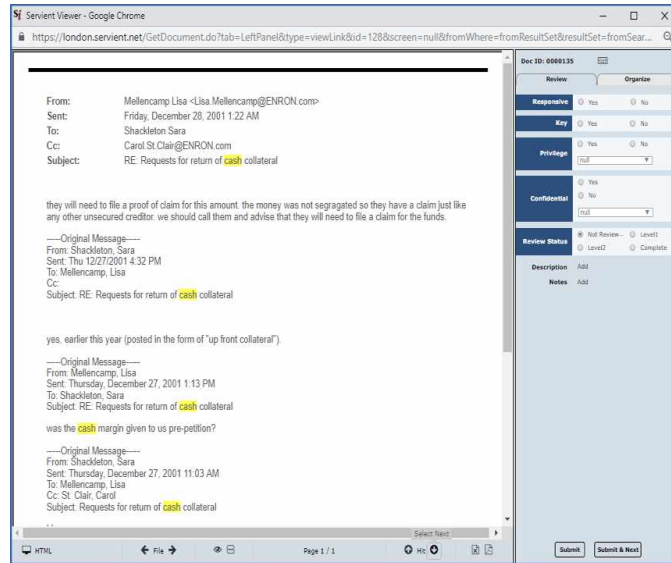 Servient Viewer - Google Chrome
https://london.servient.net/GetDocument.do?tab=LeftPanel&type=viewLink&id=128&screen=null&fromWhere=fromResultSet&resultSet=fromSear...
From: Mellencamp Lisa <Lisa.Mellencamp@ENRON.com>
Sent: Friday, December 28, 2001 1:22 AM
To: Shackleton Sara
Cc: Carol.St.Clair@ENRON.com
Subject: RE: Requests for return of cash collateral
they will need to file a proof of claim for this amount. the money was not segragated so they have a claim just like
any other unsecured creditor. we should call them and advise that they will need to file a claim for the funds.
-----Original Message-----
From: Shackleton, Sara
Sent: Thu 12/27/2001 4:32 PM
To: Mellencamp, Lisa
Cc:
Subject: RE: Requests for return of cash collateral
yes, earlier this year (posted in the form of "up front collateral").
-----Original Message-----
From: Mellencamp, Lisa
Sent: Thursday, December 27, 2001 1:13 PM
To: Shackleton, Sara
Subject: RE: Requests for return of cash collateral
was the cash margin given to us pre-petition?
-----Original Message-----
From: Shackleton, Sara
Sent: Thursday, December 27, 2001 11:03 AM
To: Mellencamp, Lisa
Cc: St. Clair, Carol
Subject: Requests for return of cash collateral
Select Next
HTML
File
Page 1 / 1
Hit
Doc ID: 0000135
Review Organize
Responsive Yes No
Key Yes No
Privilege Yes No
null
Confidential Yes
No
null
Review Status Not Review... Level1
Level2 Complete
Description Add
Notes Add
Submit Submit & Next